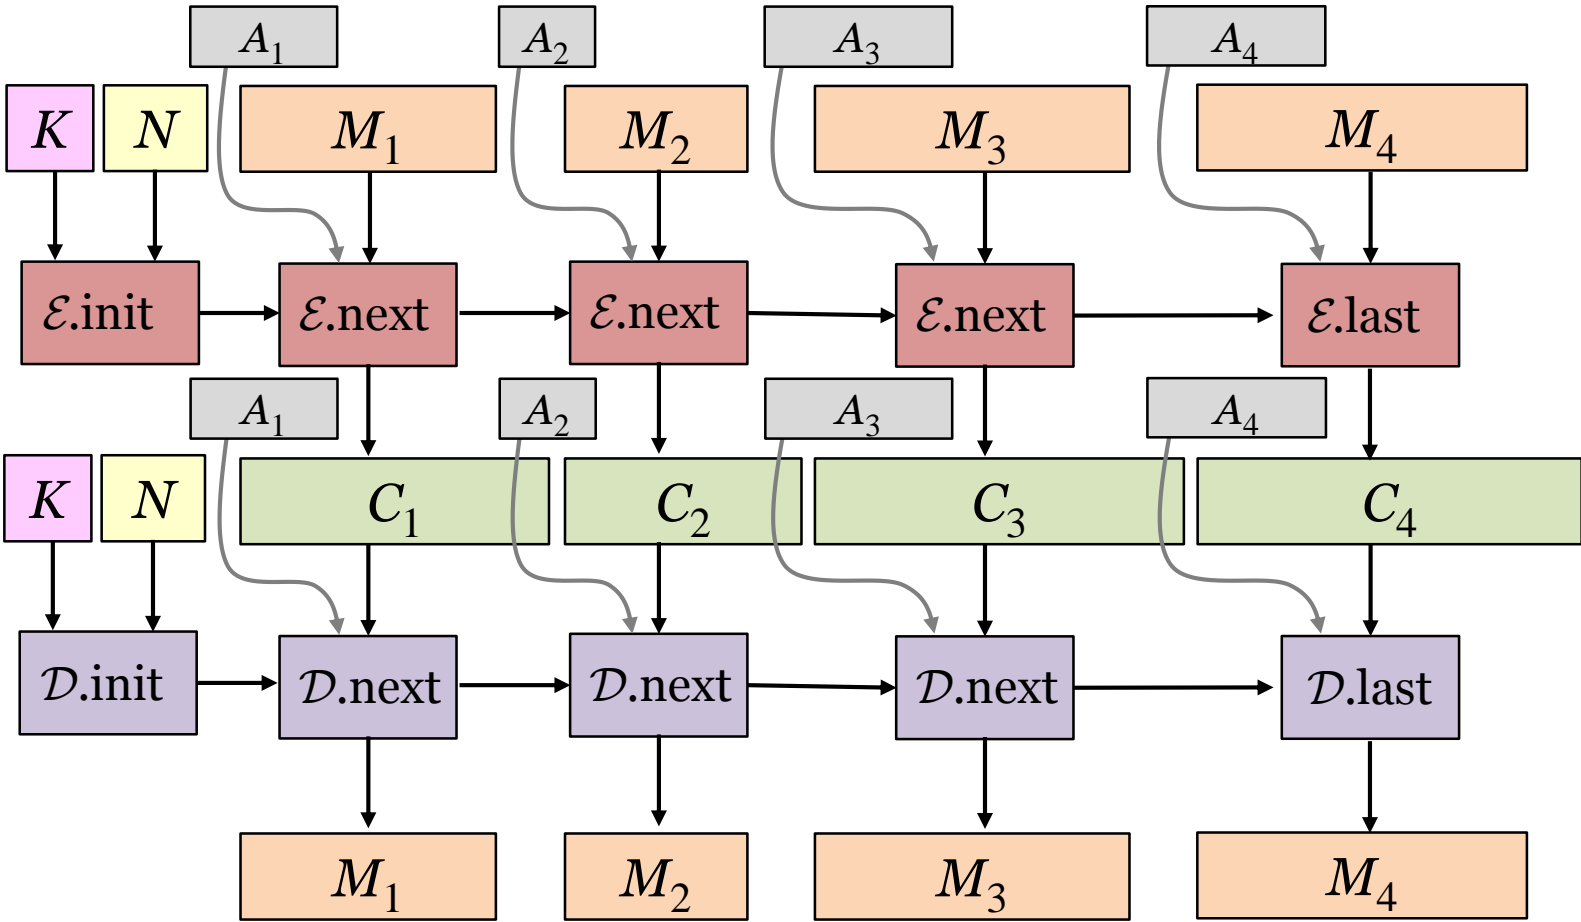 A₁ A₂ A₃ A₄
K N M₁ M₂ M₃ M₄
ℰ.init ℰ.next ℰ.next ℰ.next ℰ.last
A₁ A₂ A₃ A₄
K N C₁ C₂ C₃ C₄
𝒟.init 𝒟.next 𝒟.next 𝒟.next 𝒟.last
M₁ M₂ M₃ M₄